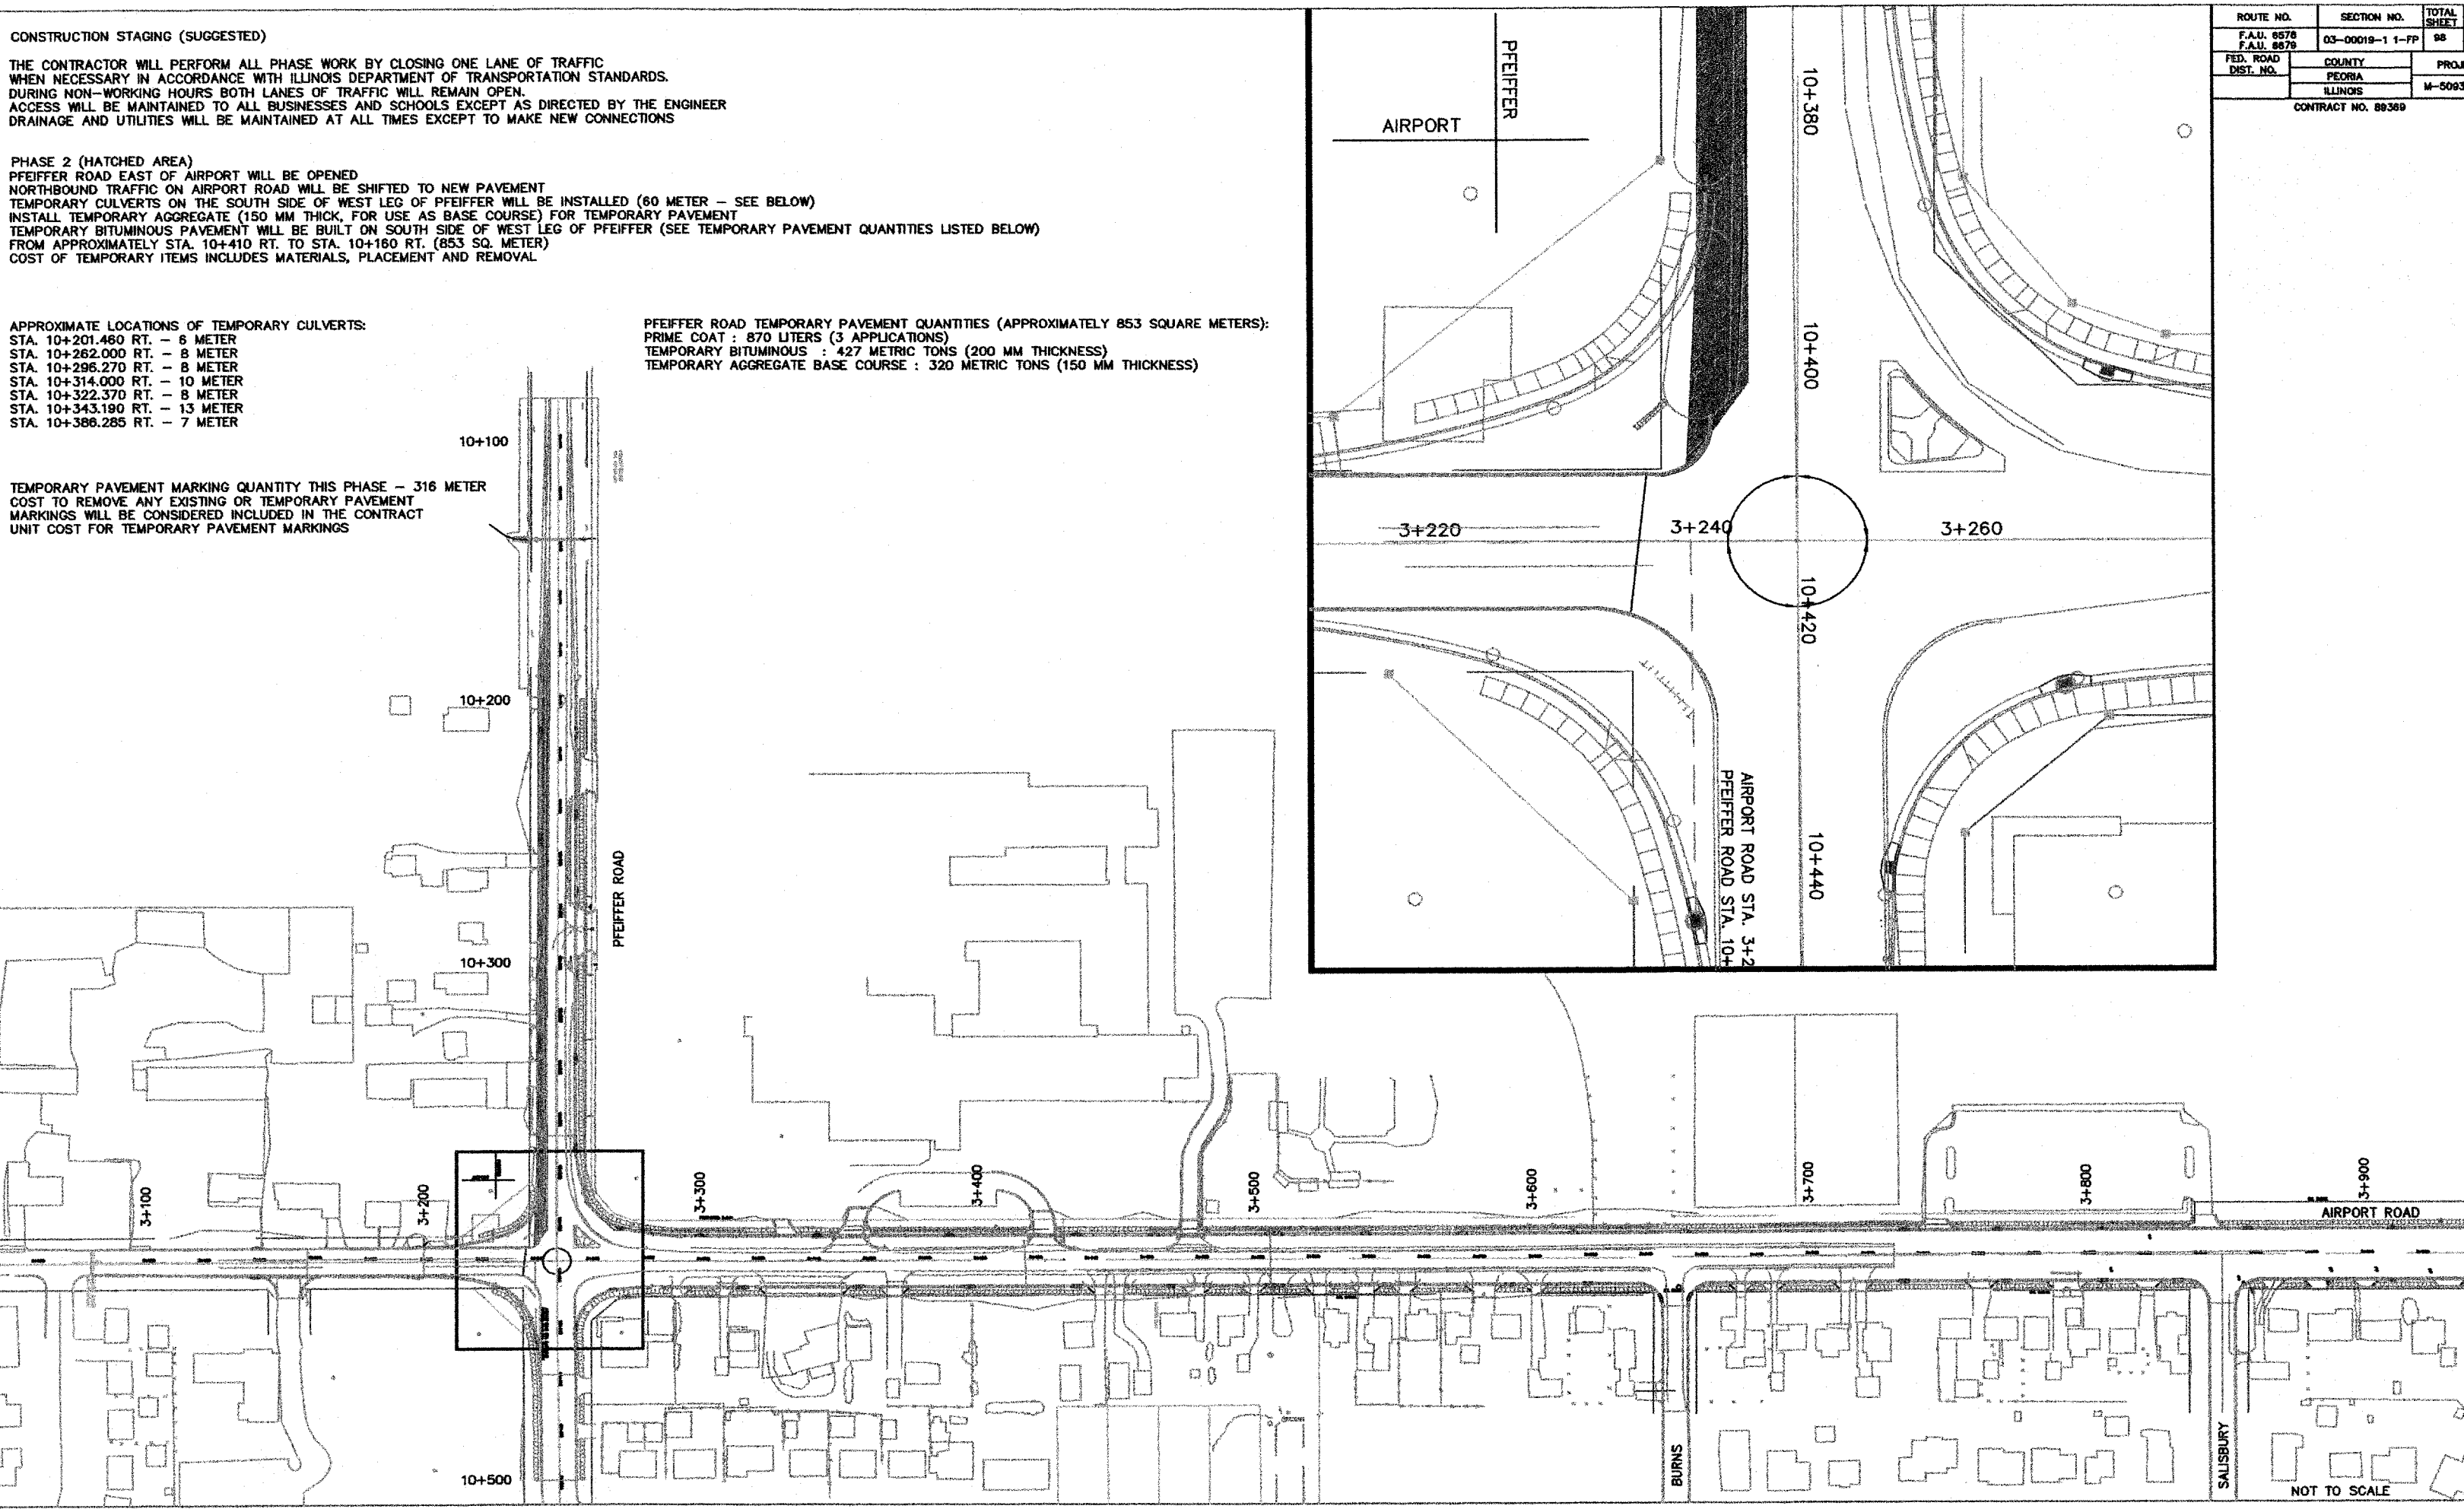 CONSTRUCTION STAGING (SUGGESTED)
THE CONTRACTOR WILL PERFORM ALL PHASE WORK BY CLOSING ONE LANE OF TRAFFIC
WHEN NECESSARY IN ACCORDANCE WITH ILLINOIS DEPARTMENT OF TRANSPORTATION STANDARDS.
DURING NON-WORKING HOURS BOTH LANES OF TRAFFIC WILL REMAIN OPEN.
ACCESS WILL BE MAINTAINED TO ALL BUSINESSES AND SCHOOLS EXCEPT AS DIRECTED BY THE ENGINEER
DRAINAGE AND UTILITIES WILL BE MAINTAINED AT ALL TIMES EXCEPT TO MAKE NEW CONNECTIONS
PHASE 2 (HATCHED AREA)
PFEIFFER ROAD EAST OF AIRPORT WILL BE OPENED
NORTHBOUND TRAFFIC ON AIRPORT ROAD WILL BE SHIFTED TO NEW PAVEMENT
TEMPORARY CULVERTS ON THE SOUTH SIDE OF WEST LEG OF PFEIFFER WILL BE INSTALLED (60 METER - SEE BELOW)
INSTALL TEMPORARY AGGREGATE (150 MM THICK, FOR USE AS BASE COURSE) FOR TEMPORARY PAVEMENT
TEMPORARY BITUMINOUS PAVEMENT WILL BE BUILT ON SOUTH SIDE OF WEST LEG OF PFEIFFER (SEE TEMPORARY PAVEMENT QUANTITIES LISTED BELOW)
FROM APPROXIMATELY STA. 10+410 RT. TO STA. 10+160 RT. (853 SQ. METER)
COST OF TEMPORARY ITEMS INCLUDES MATERIALS, PLACEMENT AND REMOVAL
APPROXIMATE LOCATIONS OF TEMPORARY CULVERTS:
STA. 10+201.460 RT. - 6 METER
STA. 10+262.000 RT. - 8 METER
STA. 10+296.270 RT. - 8 METER
STA. 10+314.000 RT. - 10 METER
STA. 10+322.370 RT. - 8 METER
STA. 10+343.190 RT. - 13 METER
STA. 10+386.285 RT. - 7 METER
PFEIFFER ROAD TEMPORARY PAVEMENT QUANTITIES (APPROXIMATELY 853 SQUARE METERS):
PRIME COAT : 870 LITERS (3 APPLICATIONS)
TEMPORARY BITUMINOUS : 427 METRIC TONS (200 MM THICKNESS)
TEMPORARY AGGREGATE BASE COURSE : 320 METRIC TONS (150 MM THICKNESS)
TEMPORARY PAVEMENT MARKING QUANTITY THIS PHASE - 316 METER
COST TO REMOVE ANY EXISTING OR TEMPORARY PAVEMENT
MARKINGS WILL BE CONSIDERED INCLUDED IN THE CONTRACT
UNIT COST FOR TEMPORARY PAVEMENT MARKINGS
ROUTE NO. SECTION NO. TOTAL SHEET
F.A.U. 6578
F.A.U. 6679
03-00019-1 1-FP 98
FED. ROAD DIST. NO.
COUNTY PROJ
PEORIA
ILLINOIS
M-5093
CONTRACT NO. 89369
AIRPORT
PFEIFFER
10+380
10+400
3+220
3+240
3+260
10+420
10+440
AIRPORT ROAD STA. 3+2
PFEIFFER ROAD STA. 10+
10+100
10+200
PFEIFFER ROAD
10+300
3+100
3+200
3+300
3+400
3+500
3+600
3+700
3+800
3+900
AIRPORT ROAD
10+500
BURNS
SALISBURY
NOT TO SCALE